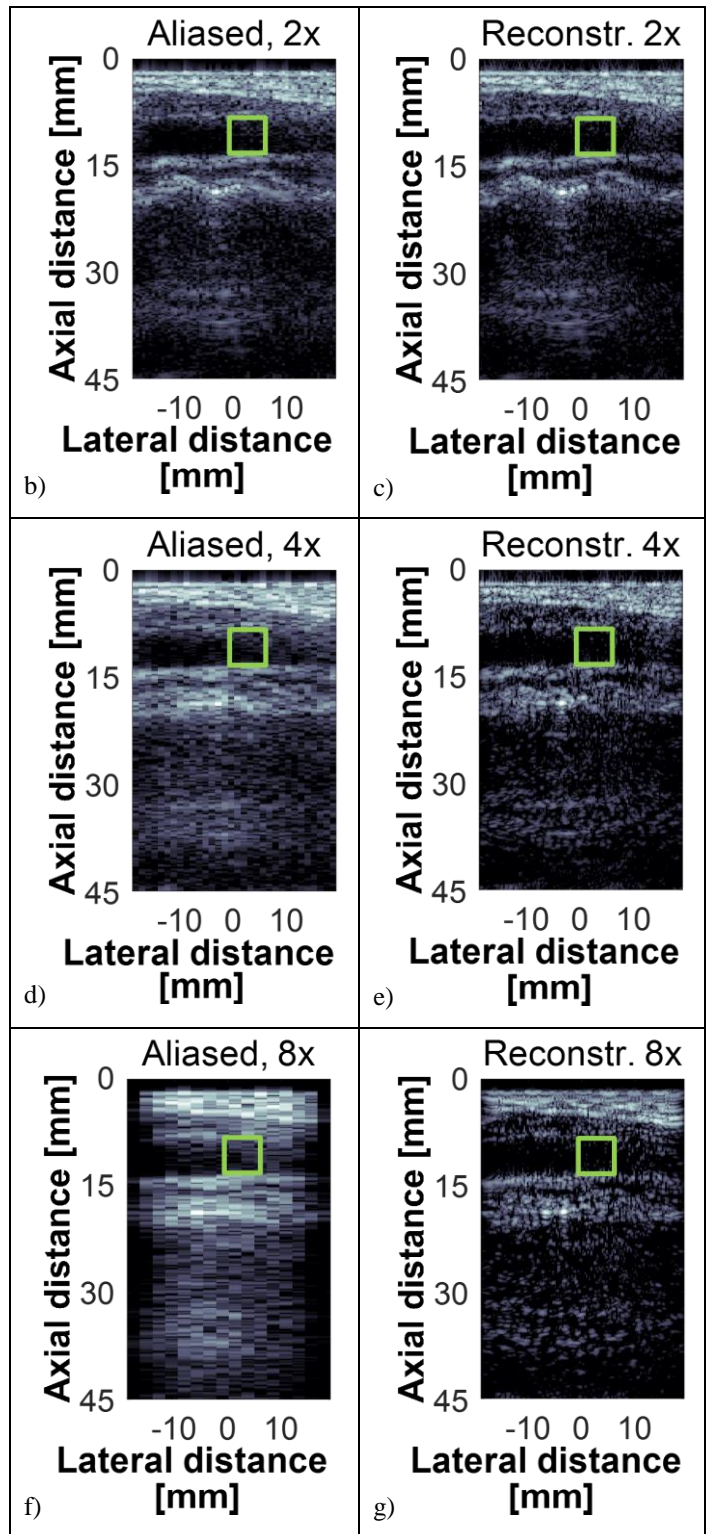 Aliased, 2x
0
15
30
45
Axial distance [mm]
-10 0 10
Lateral distance
[mm]
b)
Reconstr. 2x
0
15
30
45
Axial distance [mm]
-10 0 10
Lateral distance
[mm]
c)
Aliased, 4x
0
15
30
45
Axial distance [mm]
-10 0 10
Lateral distance
[mm]
d)
Reconstr. 4x
0
15
30
45
Axial distance [mm]
-10 0 10
Lateral distance
[mm]
e)
Aliased, 8x
0
15
30
45
Axial distance [mm]
-10 0 10
Lateral distance
[mm]
f)
Reconstr. 8x
0
15
30
45
Axial distance [mm]
-10 0 10
Lateral distance
[mm]
g)